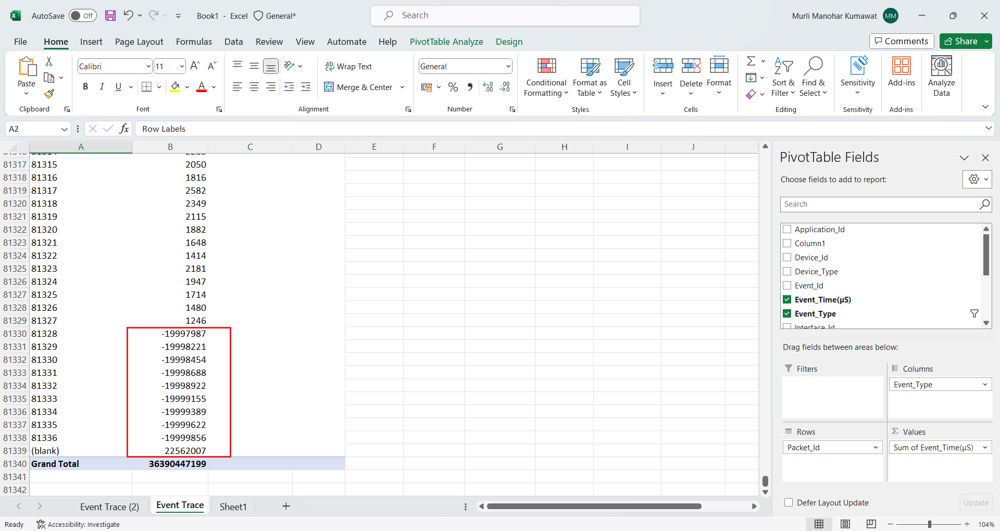 AutoSave Off Book1 - Excel General* Search Murli Manohar Kumawat MM
File Home Insert Page Layout Formulas Data Review View Automate Help PivotTable Analyze Design Comments Share
Paste Calibri 11 Wrap Text General
B I U A Merge & Center % Conditional Formatting Format as Table Cell Styles Insert Delete Format Sort & Filter Find & Select Sensitivity Add-ins Analyze Data
Clipboard Font Alignment Number Styles Cells Editing Sensitivity Add-ins
A2 fx Row Labels
A B C D E F G H I J
81317 81315 2050
81318 81316 1816
81319 81317 2582
81320 81318 2349
81321 81319 2115
81322 81320 1882
81323 81321 1648
81324 81322 1414
81325 81323 2181
81326 81324 1947
81327 81325 1714
81328 81326 1480
81329 81327 1246
81330 81328 -19997987
81331 81329 -19998221
81332 81330 -19998454
81333 81331 -19998688
81334 81332 -19998922
81335 81333 -19999155
81336 81334 -19999389
81337 81335 -19999622
81338 81336 -19999856
81339 (blank) 22562007
81340 Grand Total 36390447199
81341
81342
PivotTable Fields
Choose fields to add to report:
Search
Application_Id
Column1
Device_Id
Device_Type
Event_Id
Event_Time(µS)
Event_Type
Interface_Id
Drag fields between areas below:
Filters Columns
Event_Type
Rows Σ Values
Packet_Id Sum of Event_Time(µS)
Defer Layout Update Update
Event Trace (2) Event Trace Sheet1
Ready Accessibility: Investigate 104%